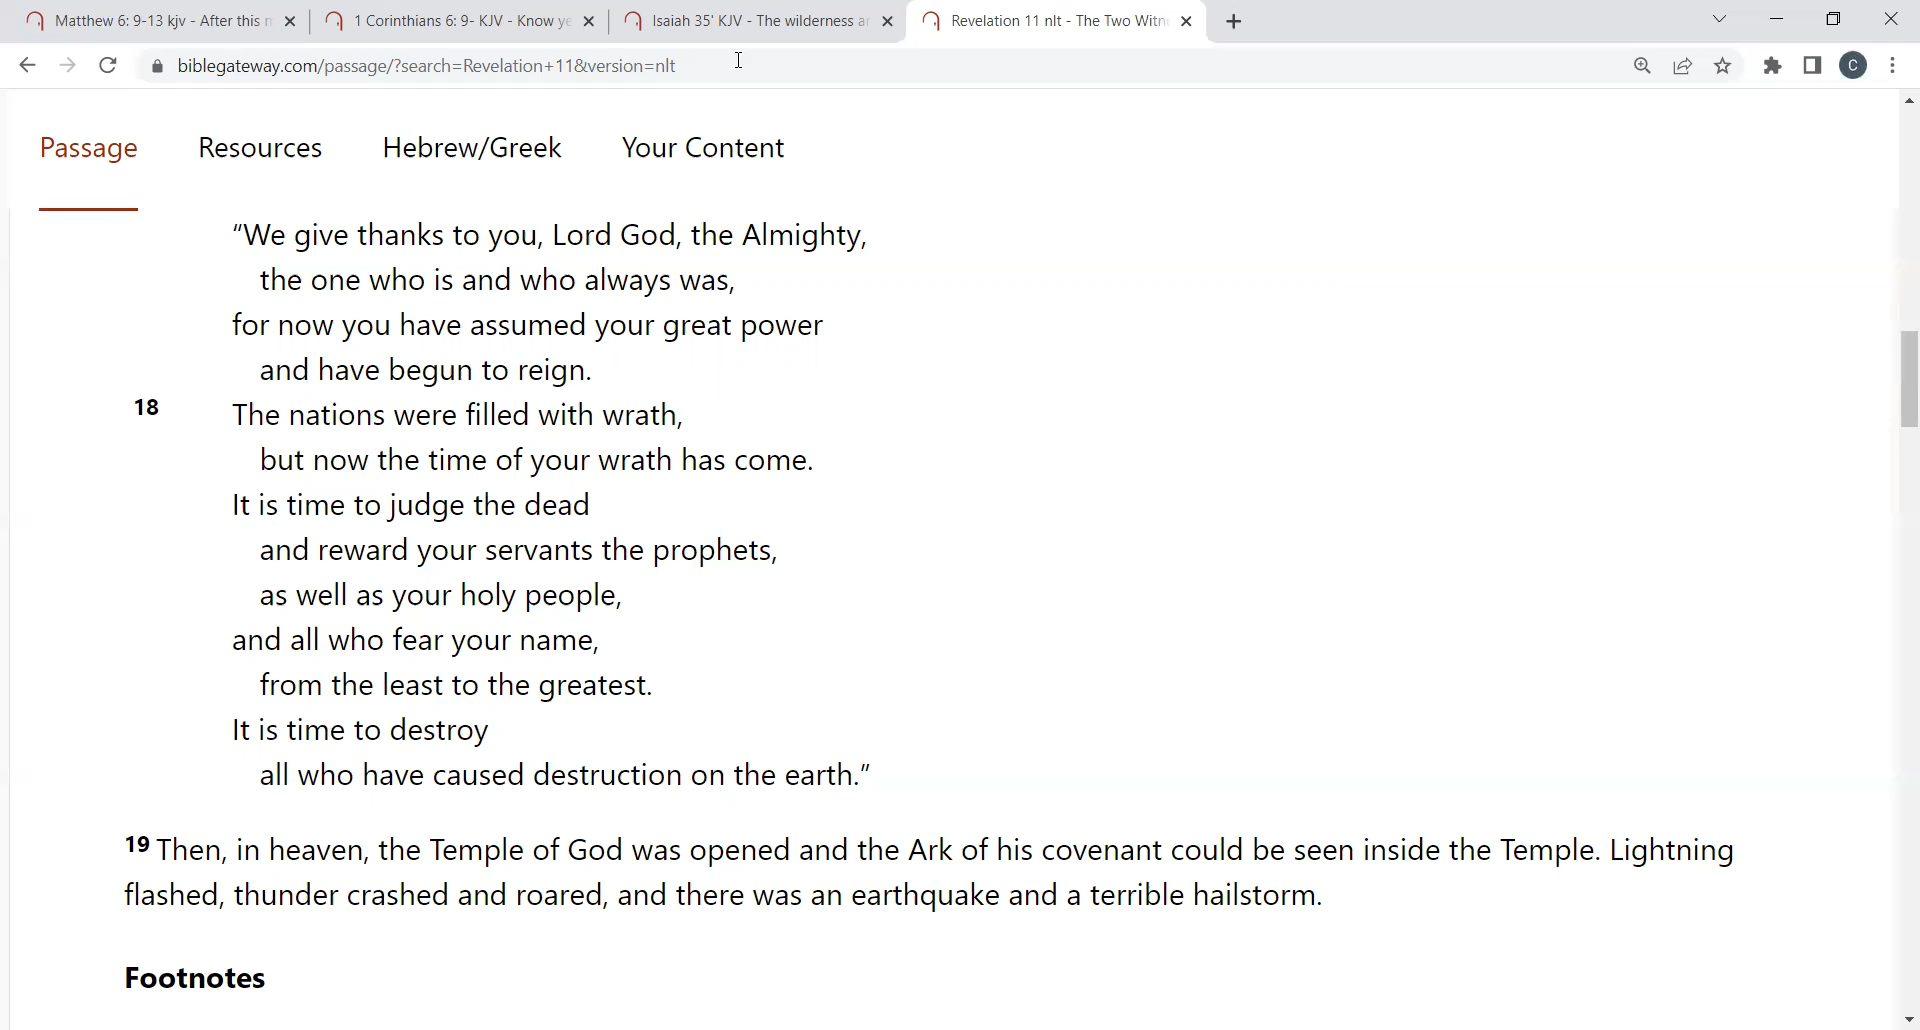 Matthew 6: 9-13 kjv - After this m
1 Corinthians 6: 9- KJV - Know ye
Isaiah 35' KJV - The wilderness an
Revelation 11 nlt - The Two Witn
biblegateway.com/passage/?search=Revelation+11&version=nlt
C
Passage
Resources
Hebrew/Greek
Your Content
“We give thanks to you, Lord God, the Almighty,
the one who is and who always was,
for now you have assumed your great power
and have begun to reign.
18 The nations were filled with wrath,
but now the time of your wrath has come.
It is time to judge the dead
and reward your servants the prophets,
as well as your holy people,
and all who fear your name,
from the least to the greatest.
It is time to destroy
all who have caused destruction on the earth.”
19 Then, in heaven, the Temple of God was opened and the Ark of his covenant could be seen inside the Temple. Lightning
flashed, thunder crashed and roared, and there was an earthquake and a terrible hailstorm.
Footnotes